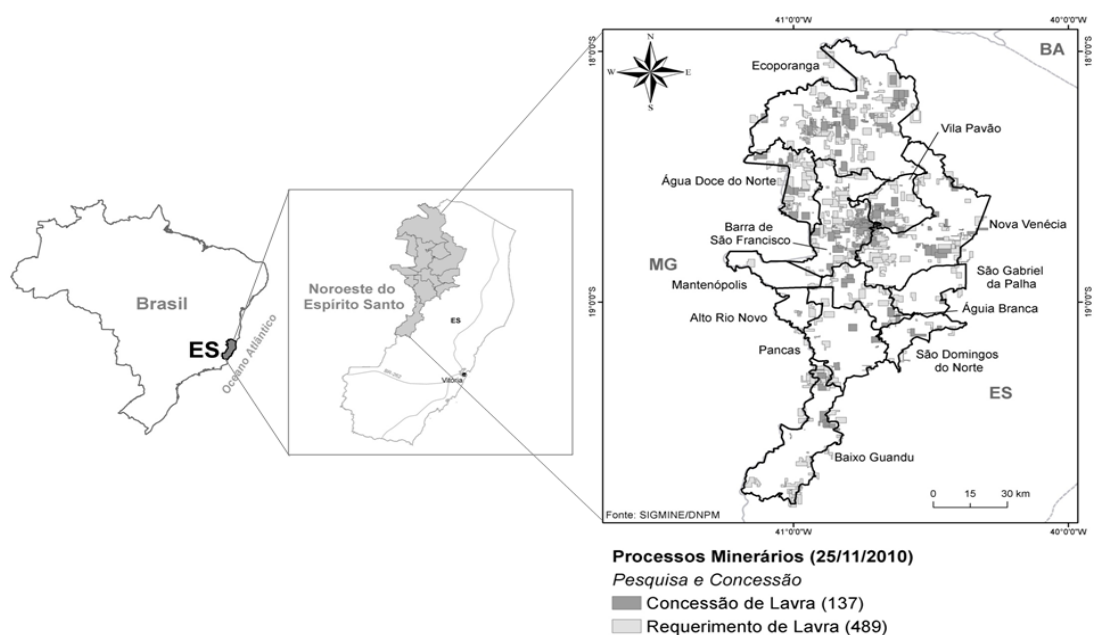 41°0'0"W
40°0'0"W
18°0'0"S
18°0'0"S
N
W
E
S
BA
Ecoporanga
Vila Pavão
Água Doce do Norte
Barra de
São Francisco
Nova Venécia
MG
Mantenópolis
São Gabriel
da Palha
19°0'0"S
19°0'0"S
Alto Rio Novo
Águia Branca
Pancas
São Domingos
do Norte
ES
Baixo Guandu
0 15 30 km
Fonte: SIGMINE/DNPM
41°0'0"W
40°0'0"W
Brasil
ES
Oceano Atlântico
Noroeste do
Espírito Santo
ES
Vitória
Processos Minerários (25/11/2010)
Pesquisa e Concessão
Concessão de Lavra (137)
Requerimento de Lavra (489)